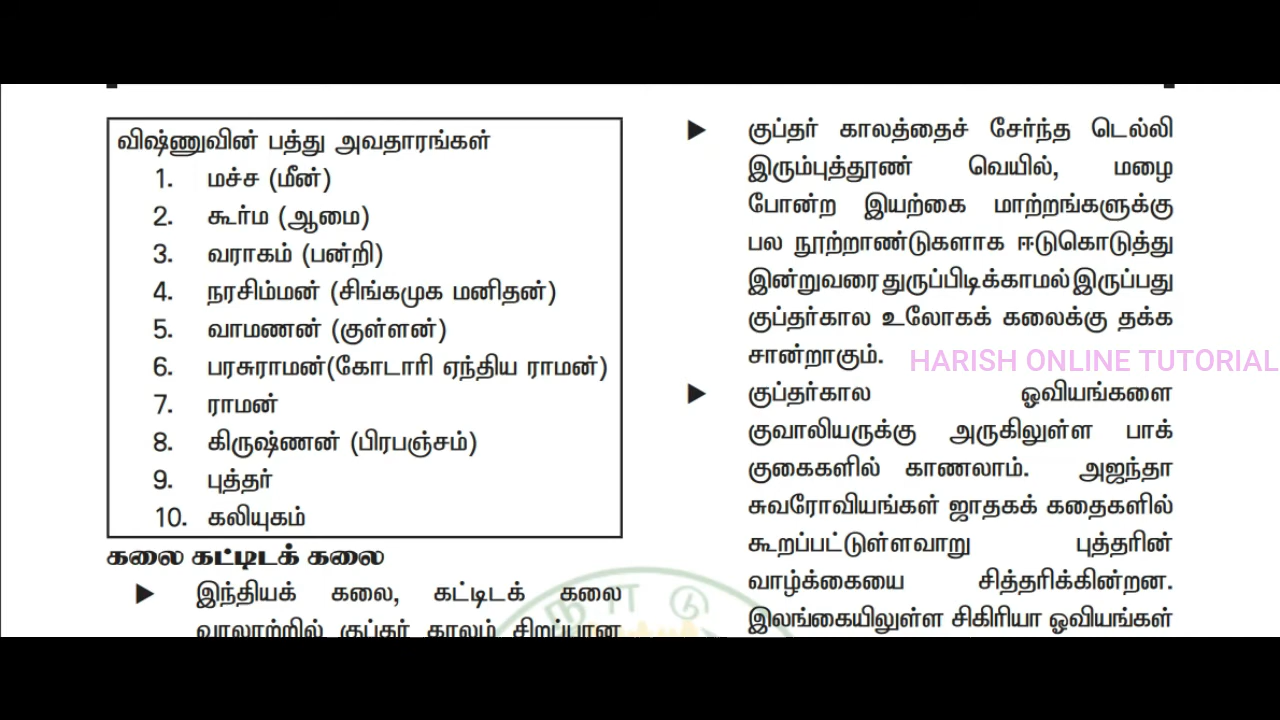 விஷ்ணுவின் பத்து அவதாரங்கள்
1. மச்ச (மீன்)
2. கூர்ம (ஆமை)
3. வராகம் (பன்றி)
4. நரசிம்மன் (சிங்கமுக மனிதன்)
5. வாமணன் (குள்ளன்)
6. பரசுராமன்(கோடாரி ஏந்திய ராமன்)
7. ராமன்
8. கிருஷ்ணன் (பிரபஞ்சம்)
9. புத்தர்
10. கலியுகம்
கலை கட்டிடக் கலை
இந்தியக் கலை, கட்டிடக் கலை
வரலாற்றில் குப்தர் காலம் சிறப்பான
குப்தர் காலத்தைச் சேர்ந்த டெல்லி
இரும்புத்தூண் வெயில், மழை
போன்ற இயற்கை மாற்றங்களுக்கு
பல நூற்றாண்டுகளாக ஈடுகொடுத்து
இன்றுவரை துருப்பிடிக்காமல் இருப்பது
குப்தர்கால உலோகக் கலைக்கு தக்க
சான்றாகும்.
HARISH ONLINE TUTORIAL
குப்தர்கால ஓவியங்களை
குவாலியருக்கு அருகிலுள்ள பாக்
குகைகளில் காணலாம். அஜந்தா
சுவரோவியங்கள் ஜாதகக் கதைகளில்
கூறப்பட்டுள்ளவாறு புத்தரின்
வாழ்க்கையை சித்தரிக்கின்றன.
இலங்கையிலுள்ள சிகிரியா ஓவியங்கள்
நாடு